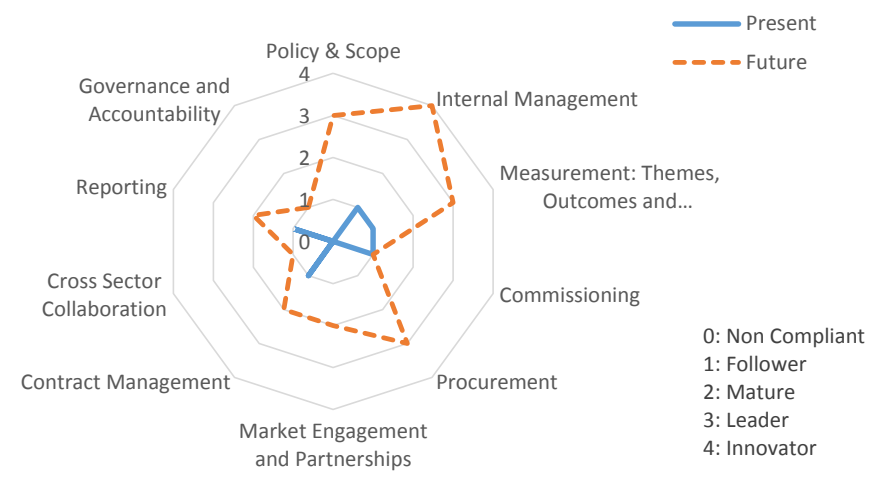 Present
Future
Policy & Scope
4
3
2
1
0
Internal Management
Measurement: Themes,
Outcomes and...
Commissioning
Procurement
Market Engagement
and Partnerships
Contract Management
Cross Sector
Collaboration
Reporting
Governance and
Accountability
0: Non Compliant
1: Follower
2: Mature
3: Leader
4: Innovator